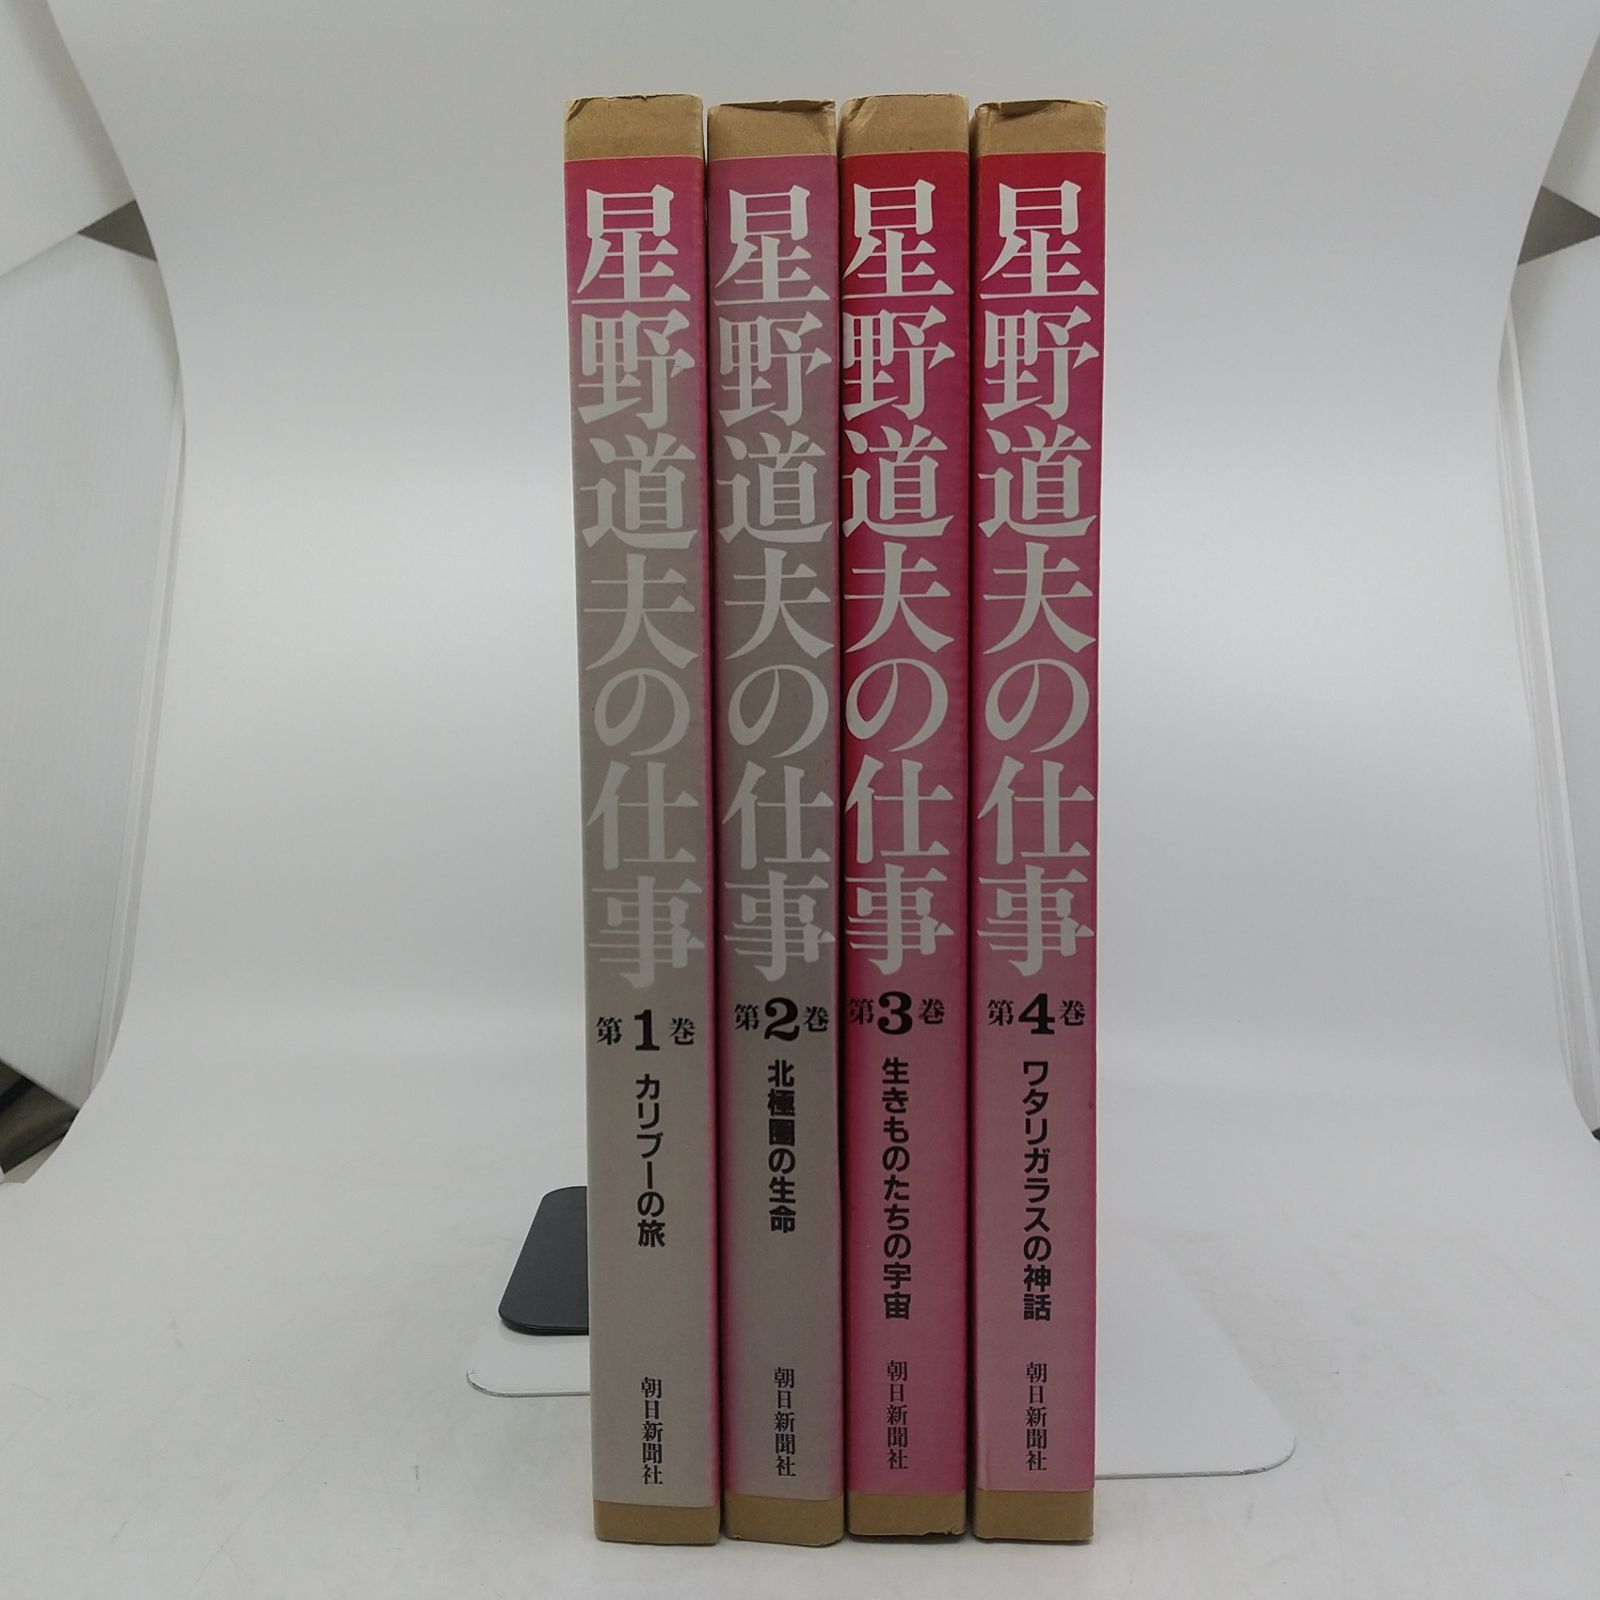 星野道夫の仕事
第1巻
カリブーの旅
朝日新聞社
星野道夫の仕事
第2巻
北極圏の生命
朝日新聞社
星野道夫の仕事
第3巻
生きものたちの宇宙
朝日新聞社
星野道夫の仕事
第4巻
ワタリガラスの神話
朝日新聞社